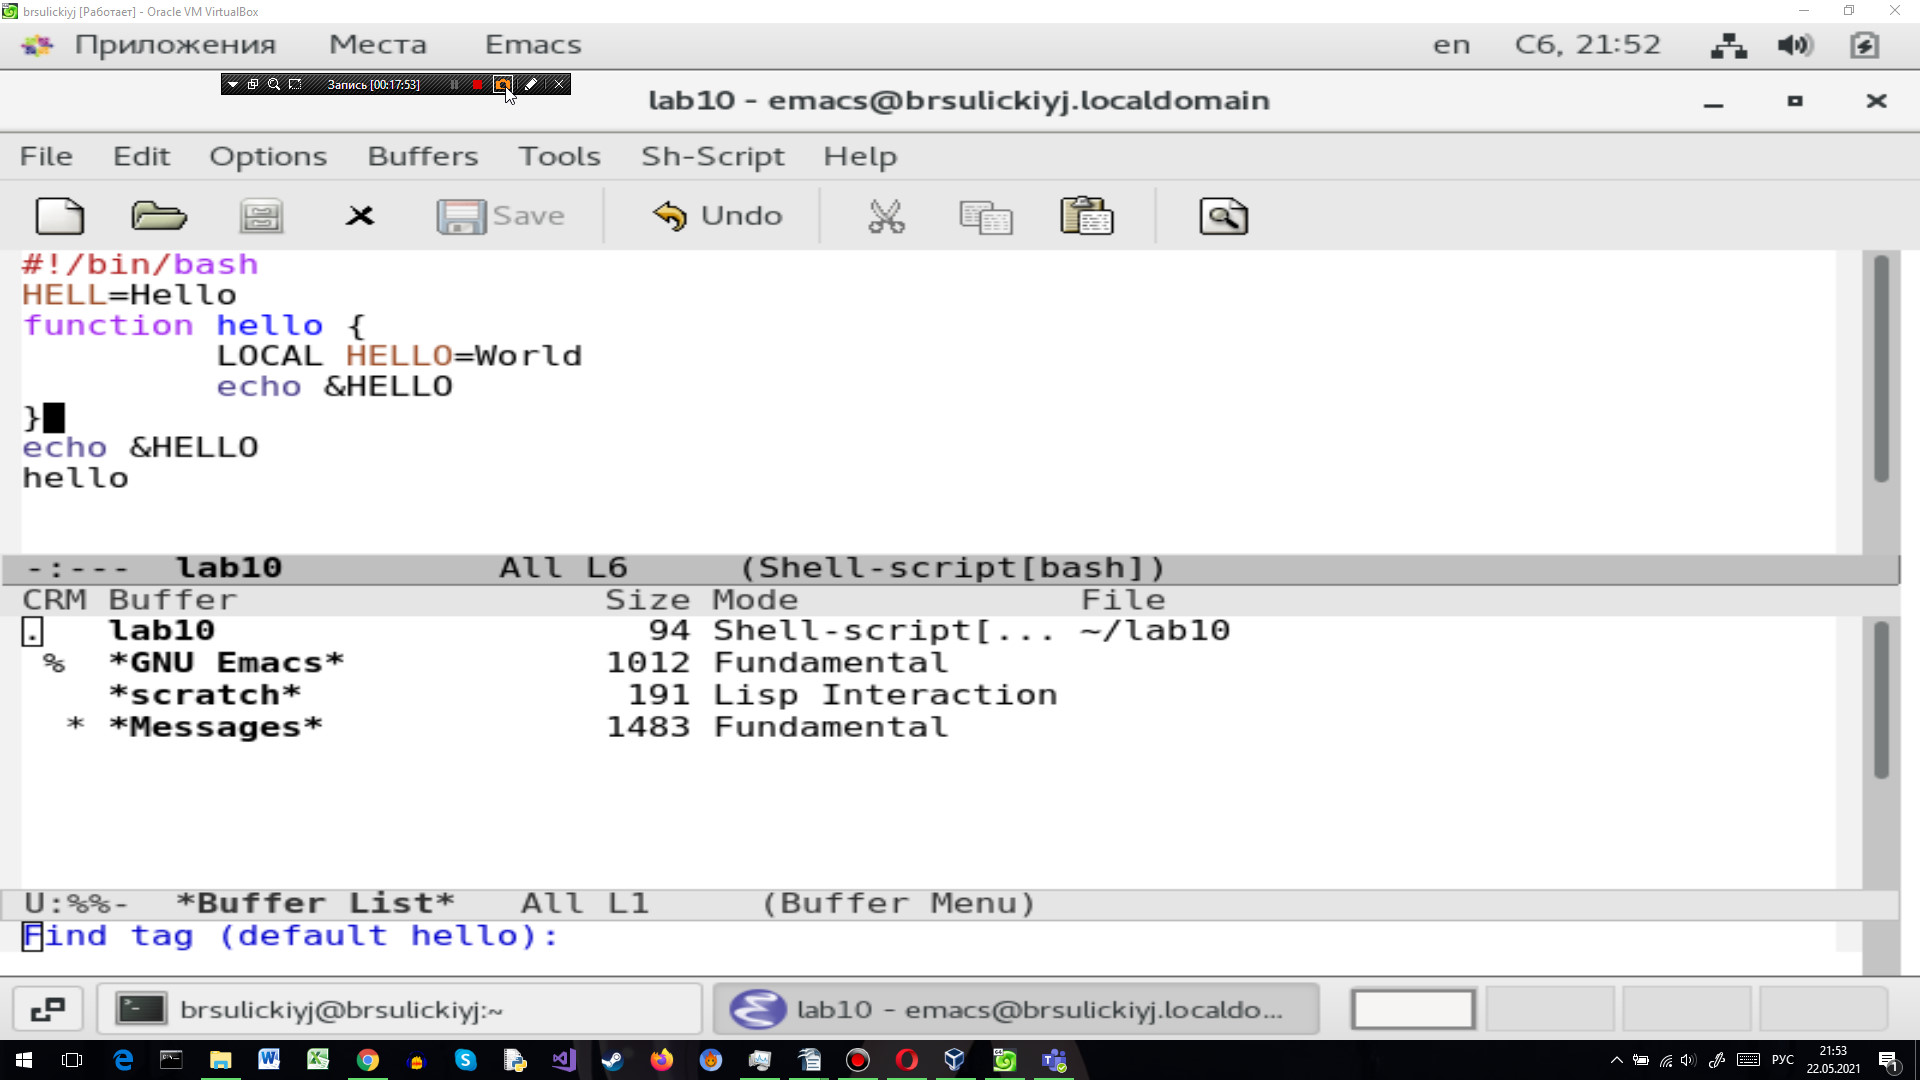 brsulickiyj [Работает] - Oracle VM VirtualBox
Приложения Места Emacs en Сб, 21:52
Запись [00:17:53]
lab10 - emacs@brsulickiyj.localdomain
File Edit Options Buffers Tools Sh-Script Help
Save Undo
#!/bin/bash
HELL=Hello
function hello {
LOCAL HELLO=World
echo &HELLO
}
echo &HELLO
hello
-:--- lab10 All L6 (Shell-script[bash])
CRM Buffer Size Mode File
. lab10 94 Shell-script[... ~/lab10
% *GNU Emacs* 1012 Fundamental
*scratch* 191 Lisp Interaction
* *Messages* 1483 Fundamental
U:%%- *Buffer List* All L1 (Buffer Menu)
Find tag (default hello):
brsulickiyj@brsulickiyj:~ lab10 - emacs@brsulickiyj.localdo...
РУС 21:53
22.05.2021